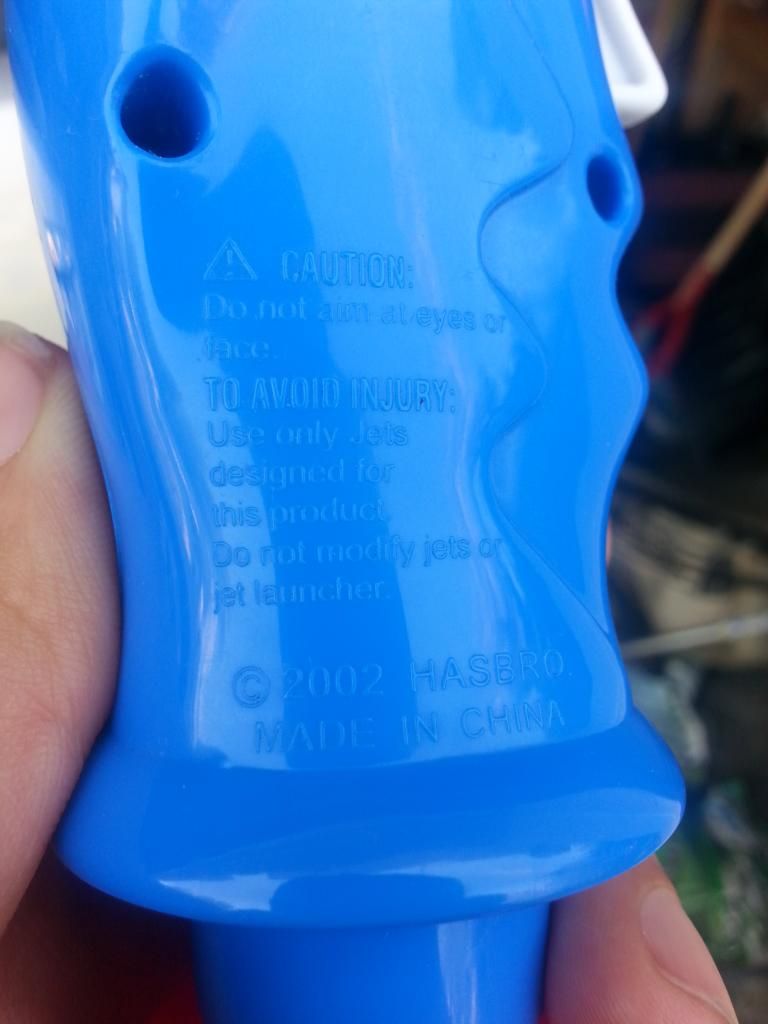 CAUTION:
Do not aim at eyes or
face.
TO AVOID INJURY:
Use only Jets
designed for
this product.
Do not modify jets or
jet launcher.
© 2002 HASBRO.
MADE IN CHINA